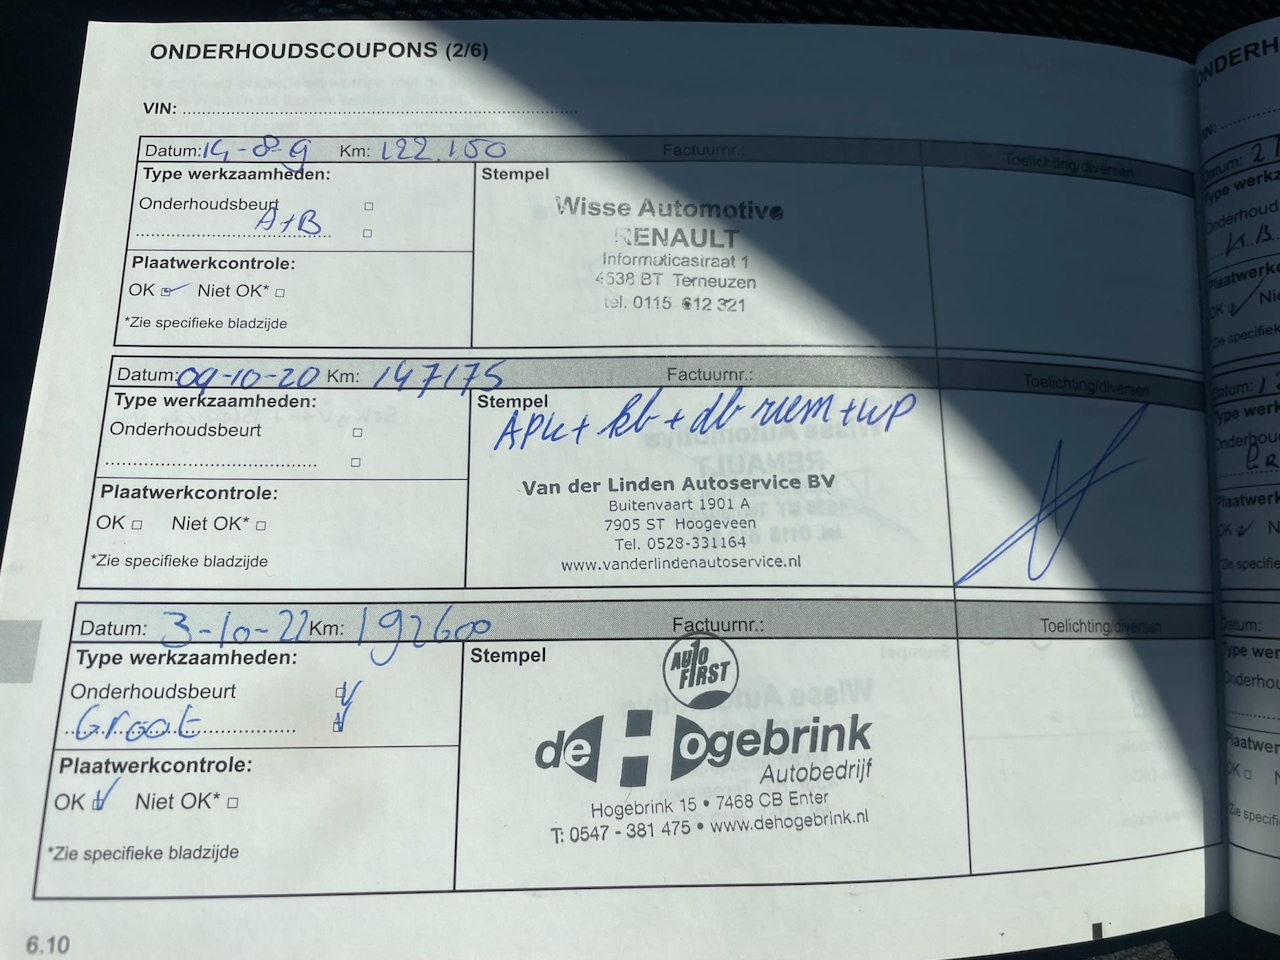 ONDERHOUDSCOUPONS (2/6)
VIN:
Datum: 14-8-9 Km: 122.150 Factuurnr.: Toelichting/diversen
Type werkzaamheden:
Onderhoudsbeurt
A+B
Plaatwerkcontrole:
OK Niet OK*
*Zie specifieke bladzijde
Stempel
Wisse Automotive
RENAULT
Informaticastraat 1
4538 BT Terneuzen
tel. 0115 612 321
Datum: 09-10-20 Km: 147175 Factuurnr.: Toelichting/diversen
Type werkzaamheden:
Onderhoudsbeurt
Plaatwerkcontrole:
OK Niet OK*
*Zie specifieke bladzijde
Stempel
APK + kb + db riem + wp
Van der Linden Autoservice BV
Buitenvaart 1901 A
7905 ST Hoogeveen
Tel. 0528-331164
www.vanderlindenautoservice.nl
Datum: 3-10-22 Km: 192600 Factuurnr.: Toelichting/diversen
Type werkzaamheden:
Onderhoudsbeurt
Groot
Plaatwerkcontrole:
OK Niet OK*
*Zie specifieke bladzijde
Stempel
AUTO
FIRST
de Hogebrink
Autobedrijf
Hogebrink 15 • 7468 CB Enter
T: 0547 - 381 475 • www.dehogebrink.nl
6.10